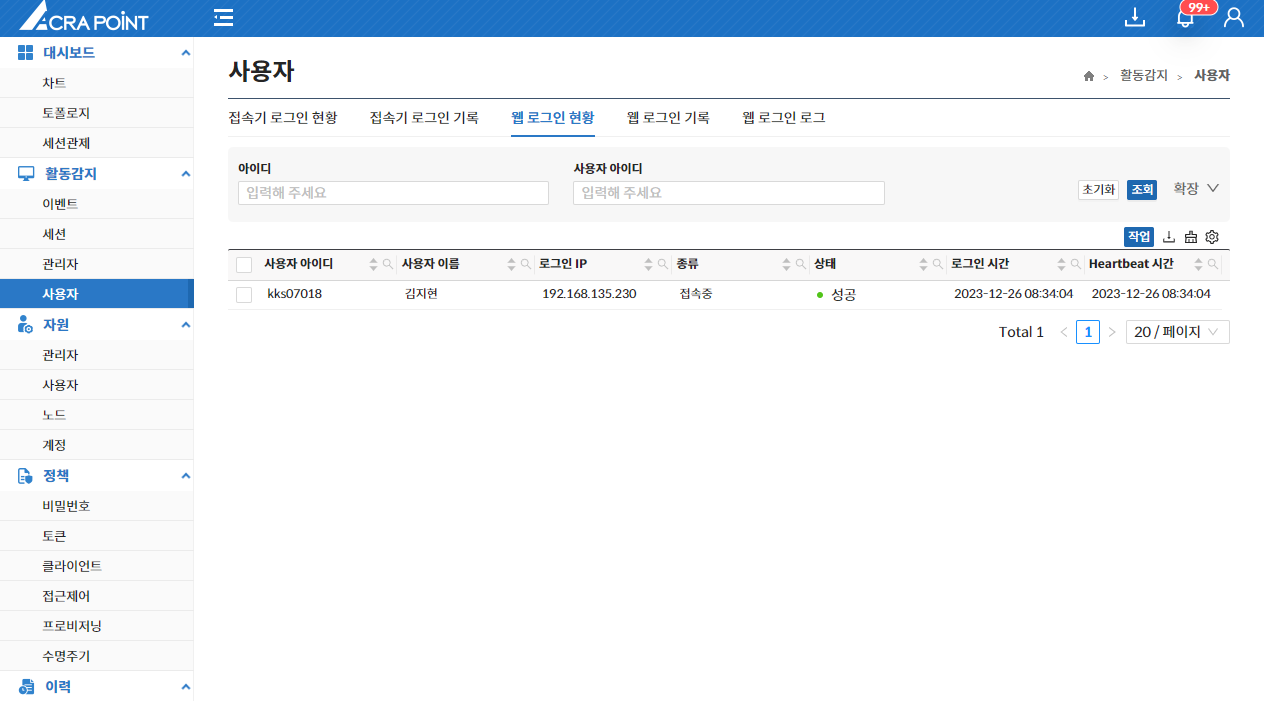 ACRA POINT
99+
대시보드
차트
토폴로지
세션관제
활동감지
이벤트
세션
관리자
사용자
자원
관리자
사용자
노드
계정
정책
비밀번호
토큰
클라이언트
접근제어
프로비저닝
수명주기
이력
사용자
> 활동감지 > 사용자
접속기 로그인 현황 접속기 로그인 기록 웹 로그인 현황 웹 로그인 기록 웹 로그인 로그
아이디 사용자 아이디
입력해 주세요 입력해 주세요 초기화 조회 확장
작업
사용자 아이디 사용자 이름 로그인 IP 종류 상태 로그인 시간 Heartbeat 시간
kks07018 김지현 192.168.135.230 접속중 성공 2023-12-26 08:34:04 2023-12-26 08:34:04
Total 1 < 1 > 20 / 페이지